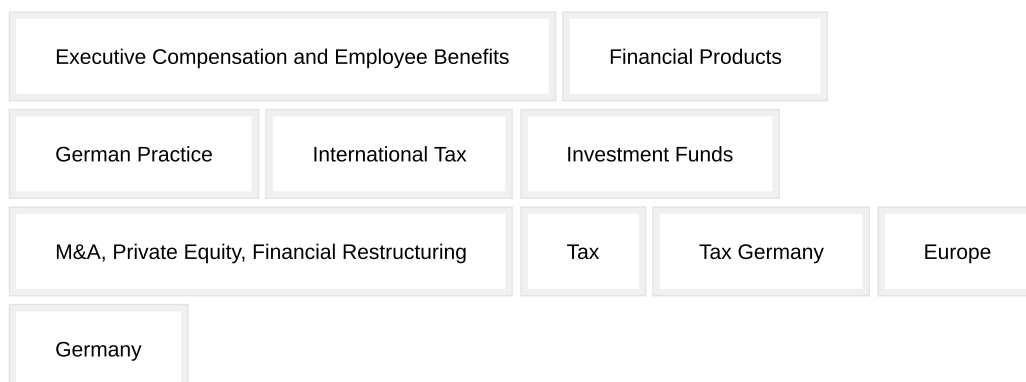 Executive Compensation and Employee Benefits Financial Products
German Practice International Tax Investment Funds
M&A, Private Equity, Financial Restructuring Tax Tax Germany Europe
Germany